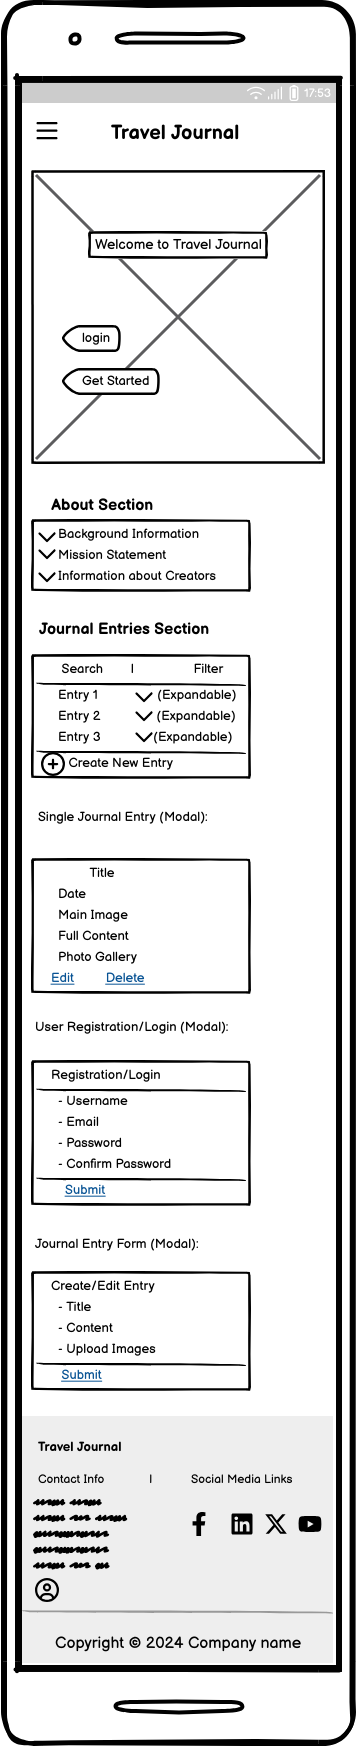 17:53
Travel Journal
Welcome to Travel Journal
login
Get Started
About Section
Background Information
Mission Statement
Information about Creators
Journal Entries Section
Search | Filter
Entry 1 (Expandable)
Entry 2 (Expandable)
Entry 3 (Expandable)
Create New Entry
Single Journal Entry (Modal):
Title
Date
Main Image
Full Content
Photo Gallery
Edit Delete
User Registration/Login (Modal):
Registration/Login
- Username
- Email
- Password
- Confirm Password
Submit
Journal Entry Form (Modal):
Create/Edit Entry
- Title
- Content
- Upload Images
Submit
Travel Journal
Contact Info | Social Media Links
Copyright © 2024 Company name